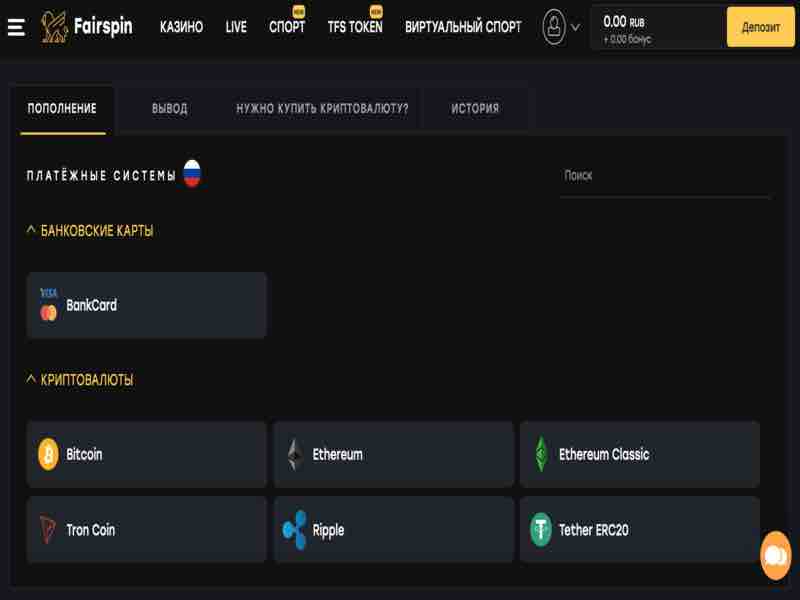 Fairspin КАЗИНО LIVE СПОРТ NEW TFS TOKEN NEW ВИРТУАЛЬНЫЙ СПОРТ 0.00 RUB Депозит
+ 0.00 бонус
ПОПОЛНЕНИЕ ВЫВОД НУЖНО КУПИТЬ КРИПТОВАЛЮТУ? ИСТОРИЯ
ПЛАТЁЖНЫЕ СИСТЕМЫ Поиск
БАНКОВСКИЕ КАРТЫ
VISA
BankCard
КРИПТОВАЛЮТЫ
Bitcoin Ethereum Ethereum Classic
Tron Coin Ripple Tether ERC20